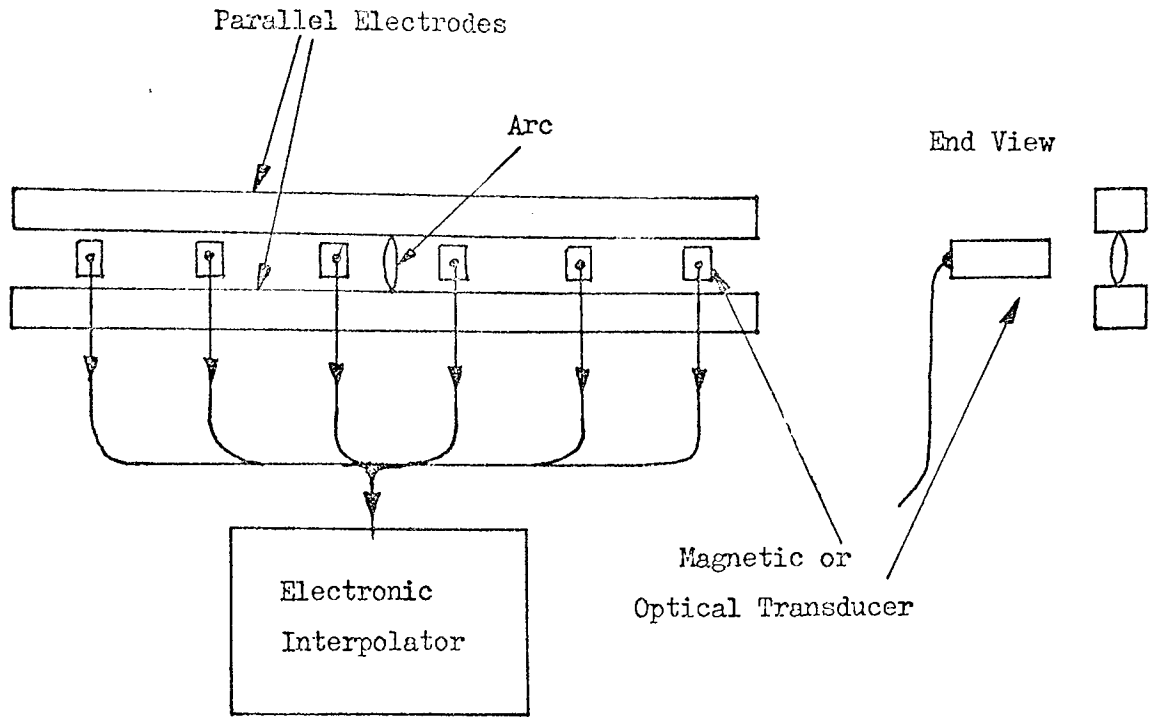 Parallel Electrodes
Arc
End View
Magnetic or
Optical Transducer
Electronic
Interpolator